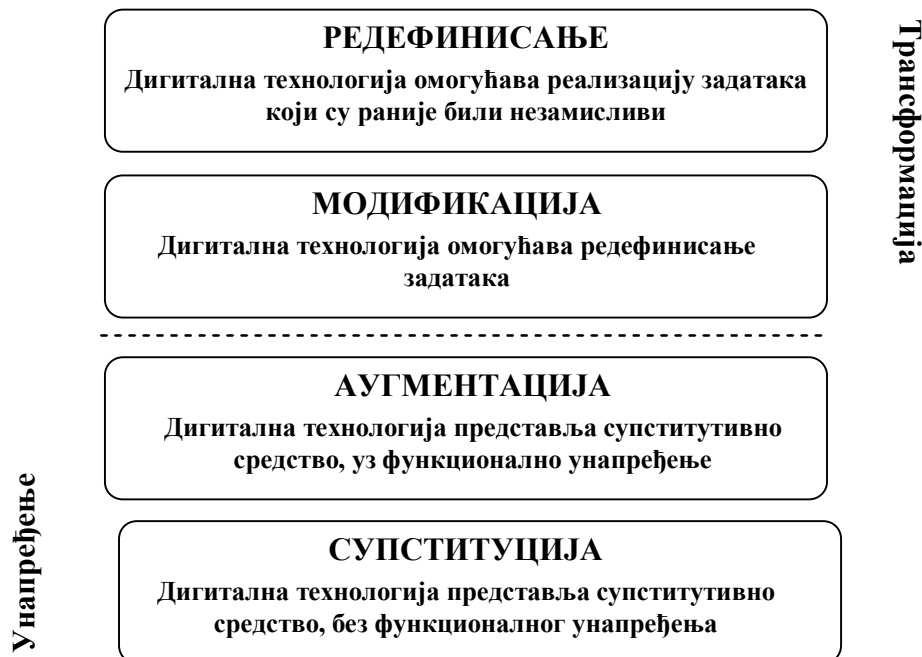 РЕДЕФИНИСАЊЕ
Дигитална технологија омогућава реализацију задатака
који су раније били незамисливи
Трансформација
МОДИФИКАЦИЈА
Дигитална технологија омогућава редефинисање
задатака
АУГМЕНТАЦИЈА
Дигитална технологија представља супститутивно
средство, уз функционално унапређење
Унапређење
СУПСТИТУЦИЈА
Дигитална технологија представља супститутивно
средство, без функционалног унапређења